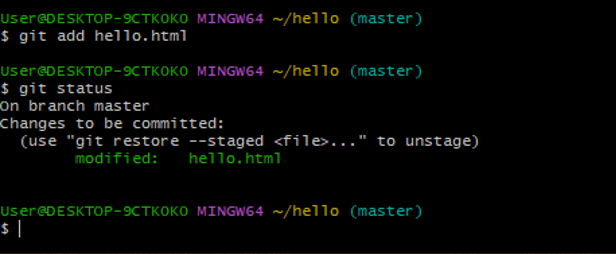 User@DESKTOP-9CTKOKO MINGW64 ~/hello (master)
$ git add hello.html
User@DESKTOP-9CTKOKO MINGW64 ~/hello (master)
$ git status
On branch master
Changes to be committed:
  (use "git restore --staged <file>..." to unstage)
        modified:   hello.html
User@DESKTOP-9CTKOKO MINGW64 ~/hello (master)
$